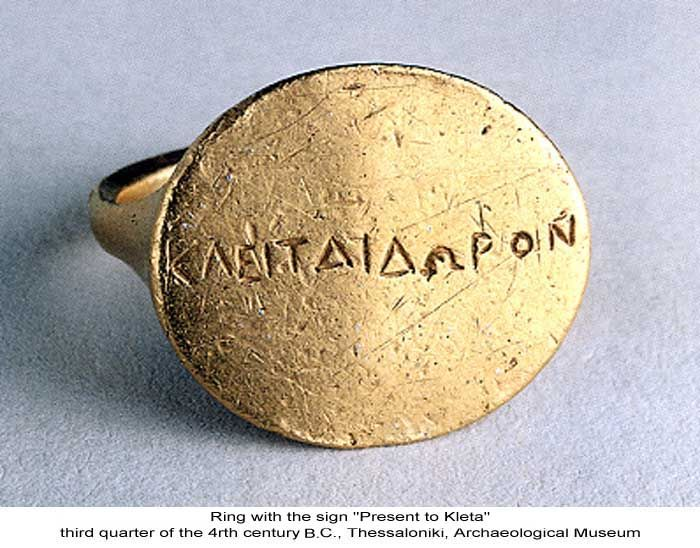 ΚΛΕΙΤΑΙΔΩΡΟΝ
Ring with the sign "Present to Kleta"
third quarter of the 4rth century B.C., Thessaloniki, Archaeological Museum